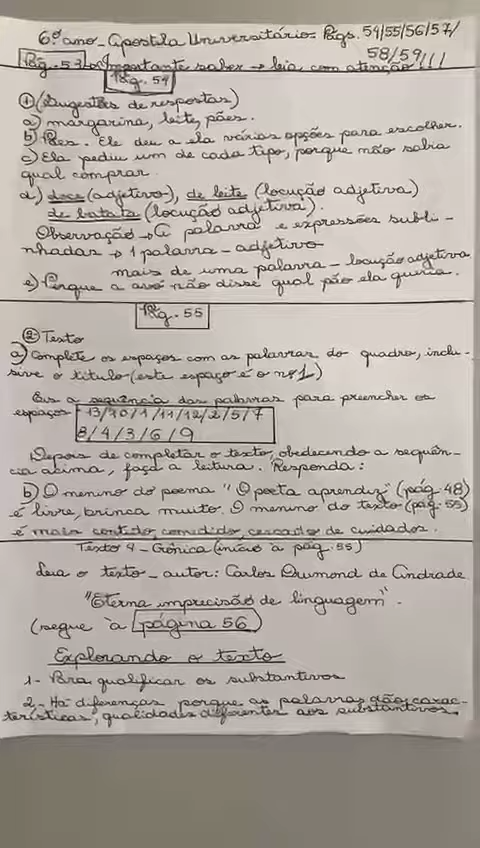 6º ano - Apostila Universitário - Págs. 54/55/56/57/
58/59!!!
Pág. 53 → Importante saber → leia com atenção
Pág. 54
① (Sugestões de respostas)
a) margarina, leite, pães.
b) Pães. Ele deu a ela várias opções para escolher.
c) Ela pediu um de cada tipo, porque não sabia
qual comprar.
d) doce (adjetivo), de leite (locução adjetiva)
de batata (locução adjetiva).
Observação → A palavra e expressões subli-
nhadas → 1 palavra - adjetivo
mais de uma palavra - locução adjetiva
e) Porque a avó não disse qual pão ela queria.
Pág. 55
② Texto
a) Complete os espaços com as palavras do quadro, inclu-
sive o título (este espaço é o nº 1)
Eis a sequência das palavras para preencher os
espaços - 13/10/1/11/12/2/5/7
8/4/3/6/9
Depois de completar o texto, obedecendo a sequên-
cia acima, faça a leitura. Responda:
b) O menino do poema "O poeta aprendiz" (pág. 48)
é livre, brinca muito. O menino do texto (pág. 55)
é mais contido, comedido, cercado de cuidados.
Texto 4 - Crônica (início à pág. 55)
Leia o texto - autor: Carlos Drumond de Andrade
"Eterna imprecisão de linguagem".
(segue à página 56)
Explorando o texto
1 - Para qualificar os substantivos
2 - Há diferenças porque as palavras dão carac-
terísticas, qualidades diferentes aos substantivos.